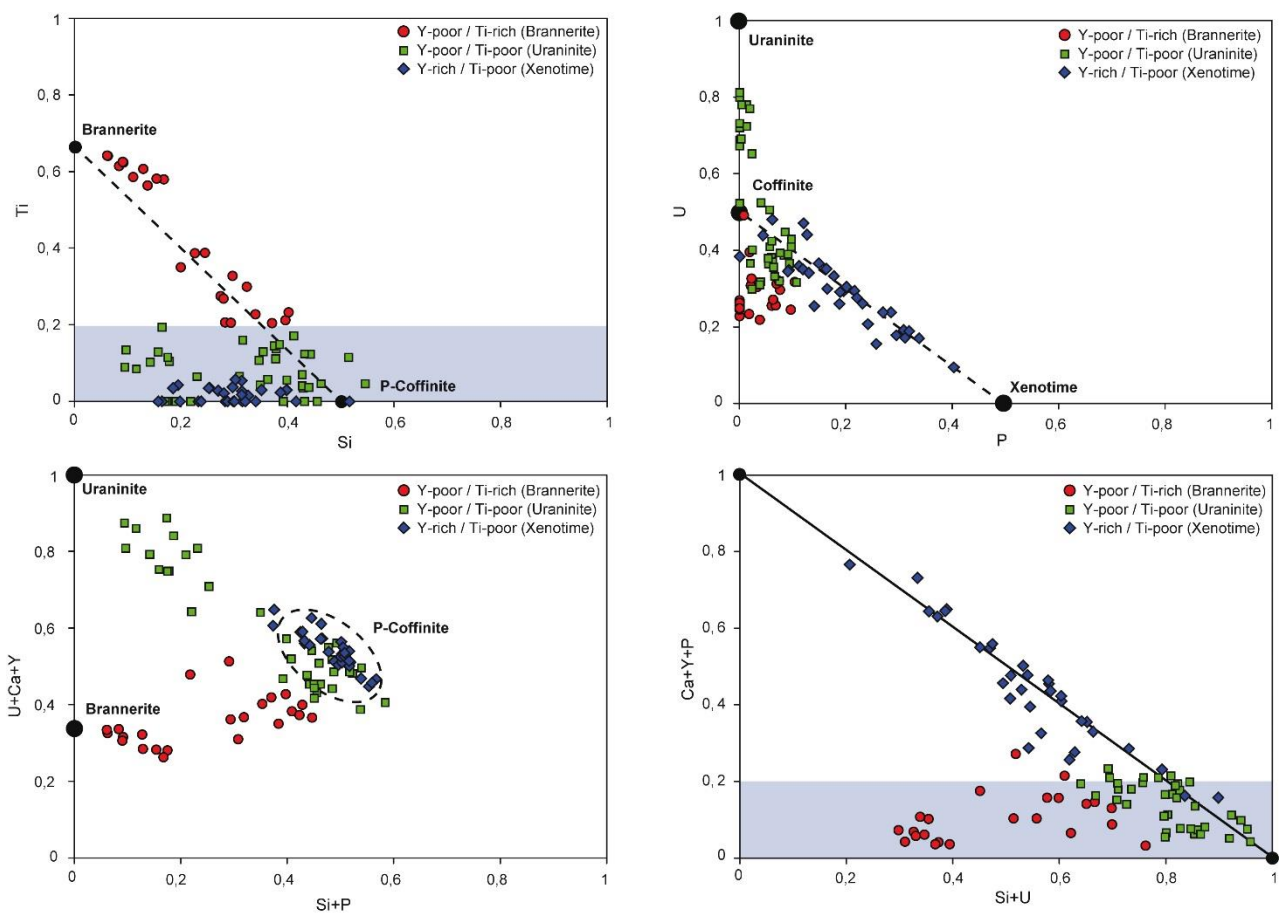 1
Y-poor / Ti-rich (Brannerite)
Y-poor / Ti-poor (Uraninite)
Y-rich / Ti-poor (Xenotime)
0,8
Brannerite
0,6
Ti
0,4
0,2
P-Coffinite
0
0 0,2 0,4 0,6 0,8 1
Si
1
Uraninite
Y-poor / Ti-rich (Brannerite)
Y-poor / Ti-poor (Uraninite)
Y-rich / Ti-poor (Xenotime)
0,8
0,6
Coffinite
U
0,4
0,2
Xenotime
0
0 0,2 0,4 0,6 0,8 1
P
1
Uraninite
Y-poor / Ti-rich (Brannerite)
Y-poor / Ti-poor (Uraninite)
Y-rich / Ti-poor (Xenotime)
0,8
0,6
P-Coffinite
U+Ca+Y
0,4
Brannerite
0,2
0
0 0,2 0,4 0,6 0,8 1
Si+P
1
Y-poor / Ti-rich (Brannerite)
Y-poor / Ti-poor (Uraninite)
Y-rich / Ti-poor (Xenotime)
0,8
0,6
Ca+Y+P
0,4
0,2
0
0 0,2 0,4 0,6 0,8 1
Si+U